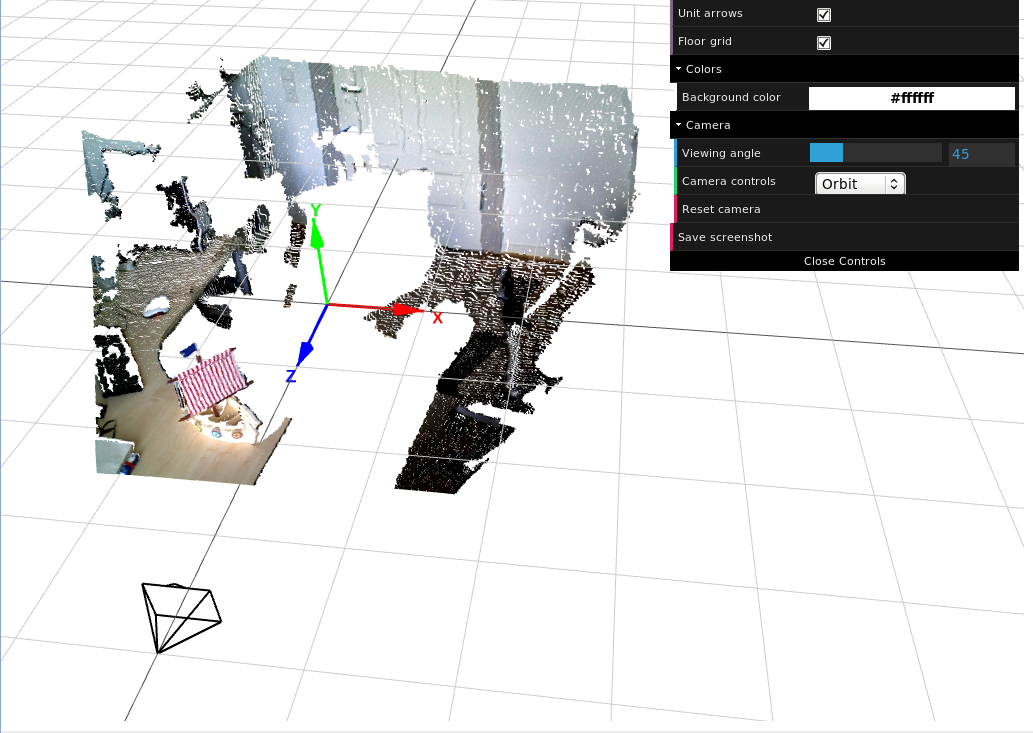 Unit arrows
Floor grid
Colors
Background color #ffffff
Camera
Viewing angle 45
Camera controls Orbit
Reset camera
Save screenshot
Close Controls
Y
X
Z